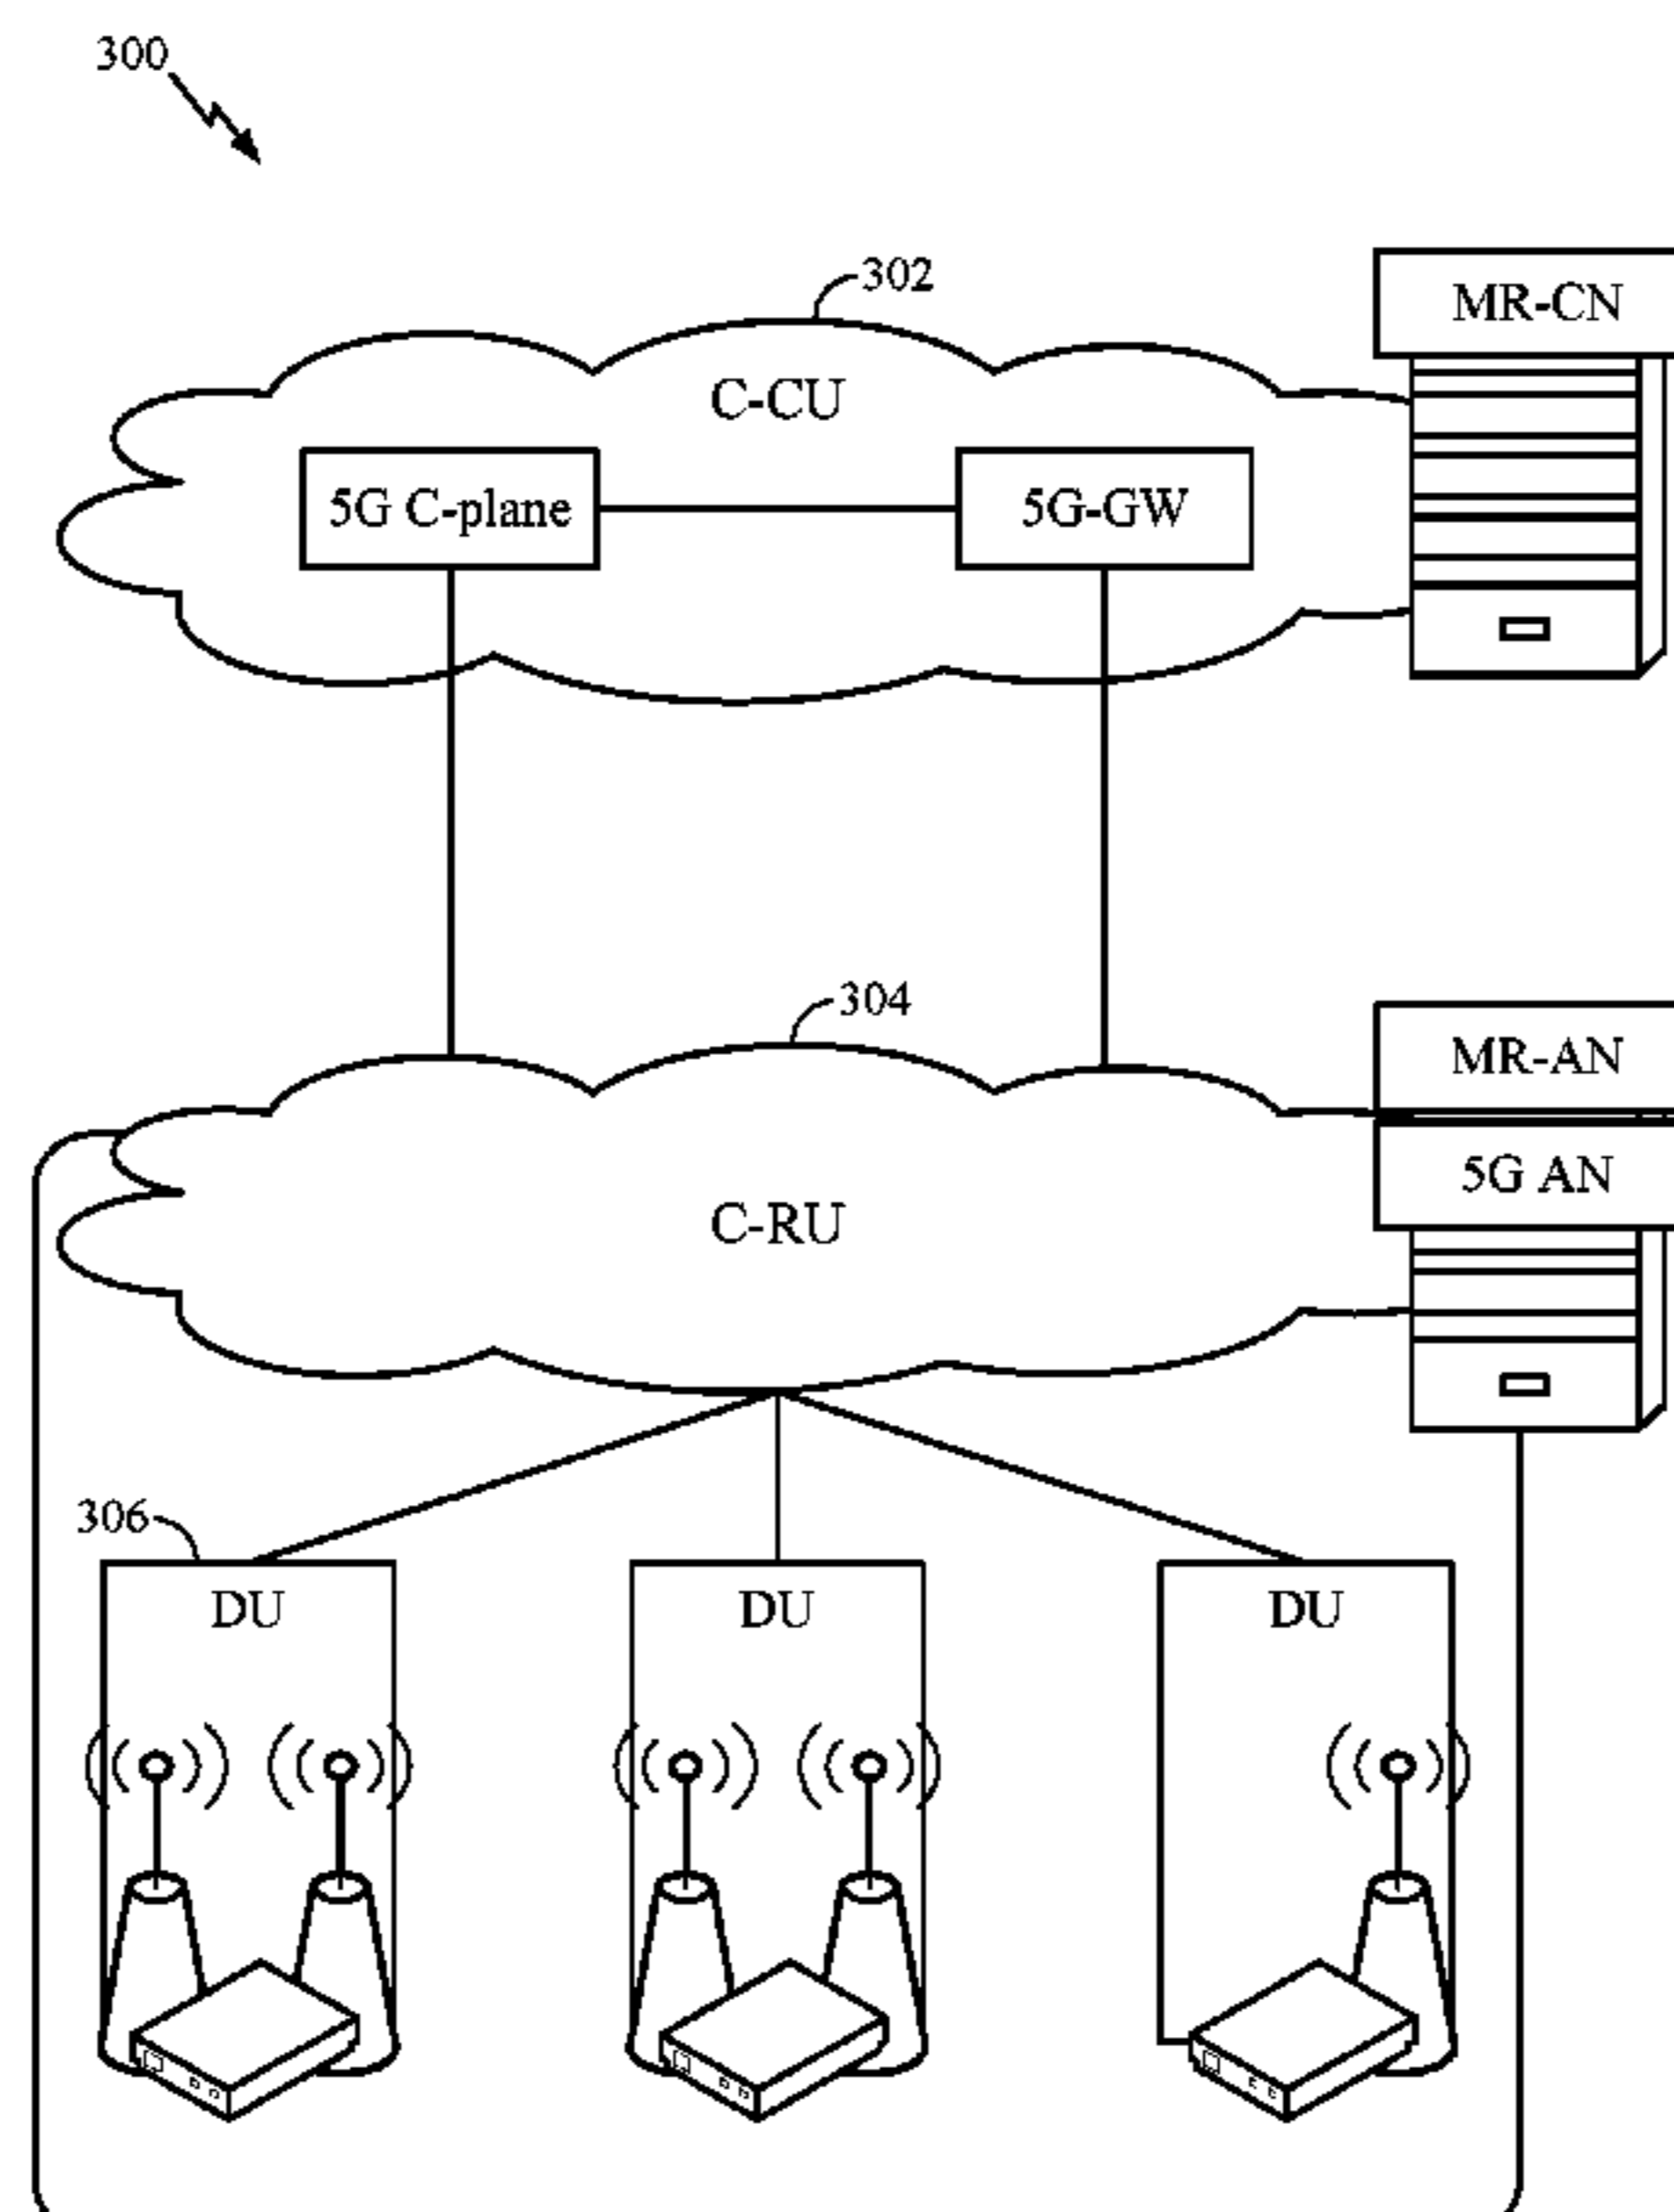 300
302
MR-CN
C-CU
5G C-plane
5G-GW
304
MR-AN
5G AN
C-RU
306
DU
DU
DU